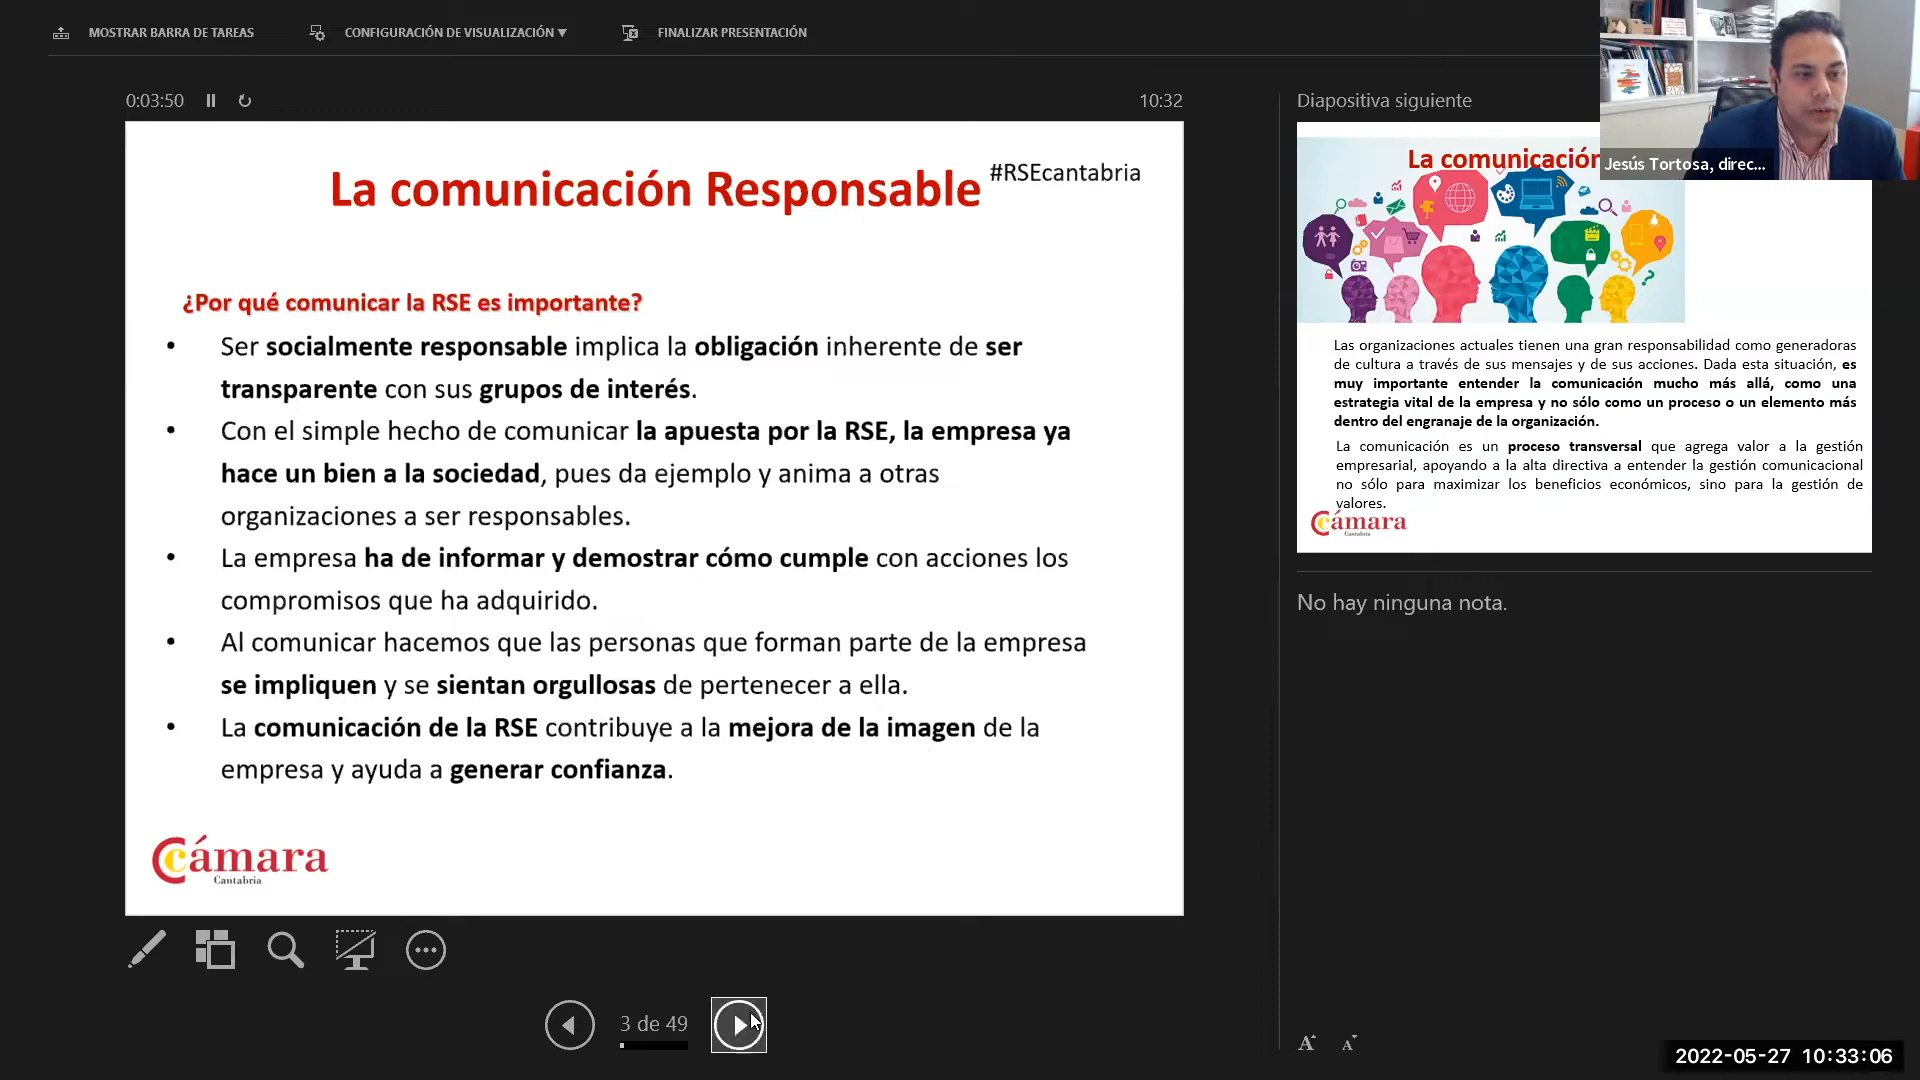 MOSTRAR BARRA DE TAREAS
CONFIGURACIÓN DE VISUALIZACIÓN
FINALIZAR PRESENTACIÓN
0:03:50
10:32
La comunicación Responsable
#RSEcantabria
¿Por qué comunicar la RSE es importante?
• Ser socialmente responsable implica la obligación inherente de ser
transparente con sus grupos de interés.
• Con el simple hecho de comunicar la apuesta por la RSE, la empresa ya
hace un bien a la sociedad, pues da ejemplo y anima a otras
organizaciones a ser responsables.
• La empresa ha de informar y demostrar cómo cumple con acciones los
compromisos que ha adquirido.
• Al comunicar hacemos que las personas que forman parte de la empresa
se impliquen y se sientan orgullosas de pertenecer a ella.
• La comunicación de la RSE contribuye a la mejora de la imagen de la
empresa y ayuda a generar confianza.
Cámara
Cantabria
3 de 49
Diapositiva siguiente
La comunicación
Jesús Tortosa, direc...
Las organizaciones actuales tienen una gran responsabilidad como generadoras
de cultura a través de sus mensajes y de sus acciones. Dada esta situación, es
muy importante entender la comunicación mucho más allá, como una
estrategia vital de la empresa y no sólo como un proceso o un elemento más
dentro del engranaje de la organización.
La comunicación es un proceso transversal que agrega valor a la gestión
empresarial, apoyando a la alta directiva a entender la gestión comunicacional
no sólo para maximizar los beneficios económicos, sino para la gestión de
valores.
Cámara
Cantabria
No hay ninguna nota.
A A
2022-05-27 10:33:06